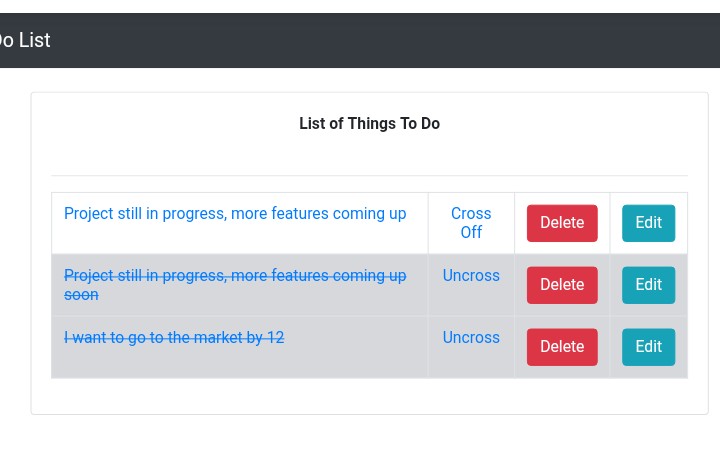 Do List
List of Things To Do
Project still in progress, more features coming up
Cross
Off
Delete
Edit
Project still in progress, more features coming up
soon
Uncross
Delete
Edit
I want to go to the market by 12
Uncross
Delete
Edit